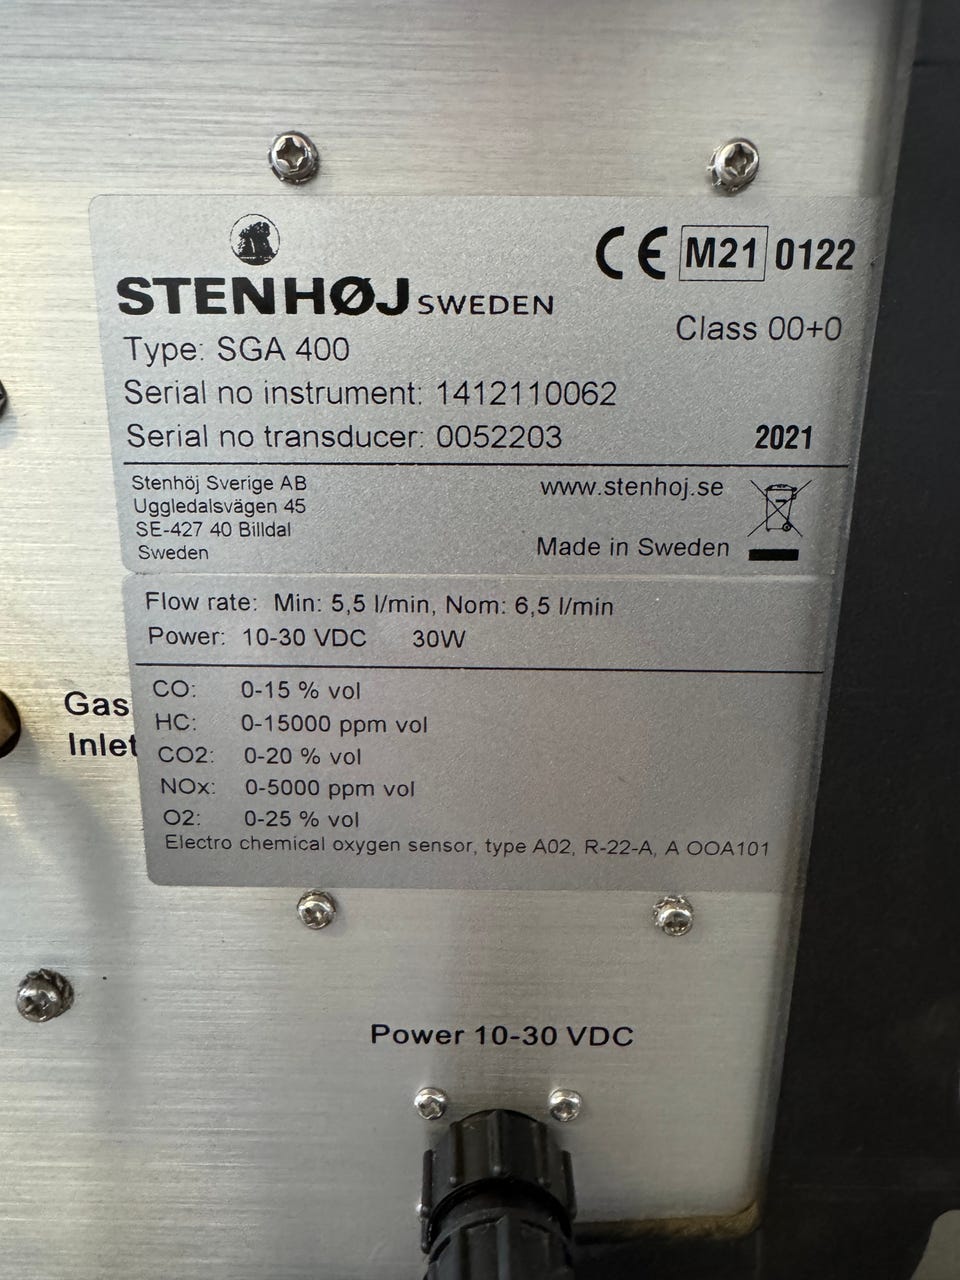 STENHØJ SWEDEN
CE M21 0122
Class 00+0
Type: SGA 400
Serial no instrument: 1412110062
Serial no transducer: 0052203
2021
Stenhöj Sverige AB
Uggledalsvägen 45
SE-427 40 Billdal
Sweden
www.stenhoj.se
Made in Sweden
Flow rate: Min: 5,5 l/min, Nom: 6,5 l/min
Power: 10-30 VDC 30W
Gas
Inlet
CO: 0-15 % vol
HC: 0-15000 ppm vol
CO2: 0-20 % vol
NOx: 0-5000 ppm vol
O2: 0-25 % vol
Electro chemical oxygen sensor, type A02, R-22-A, A OOA101
Power 10-30 VDC